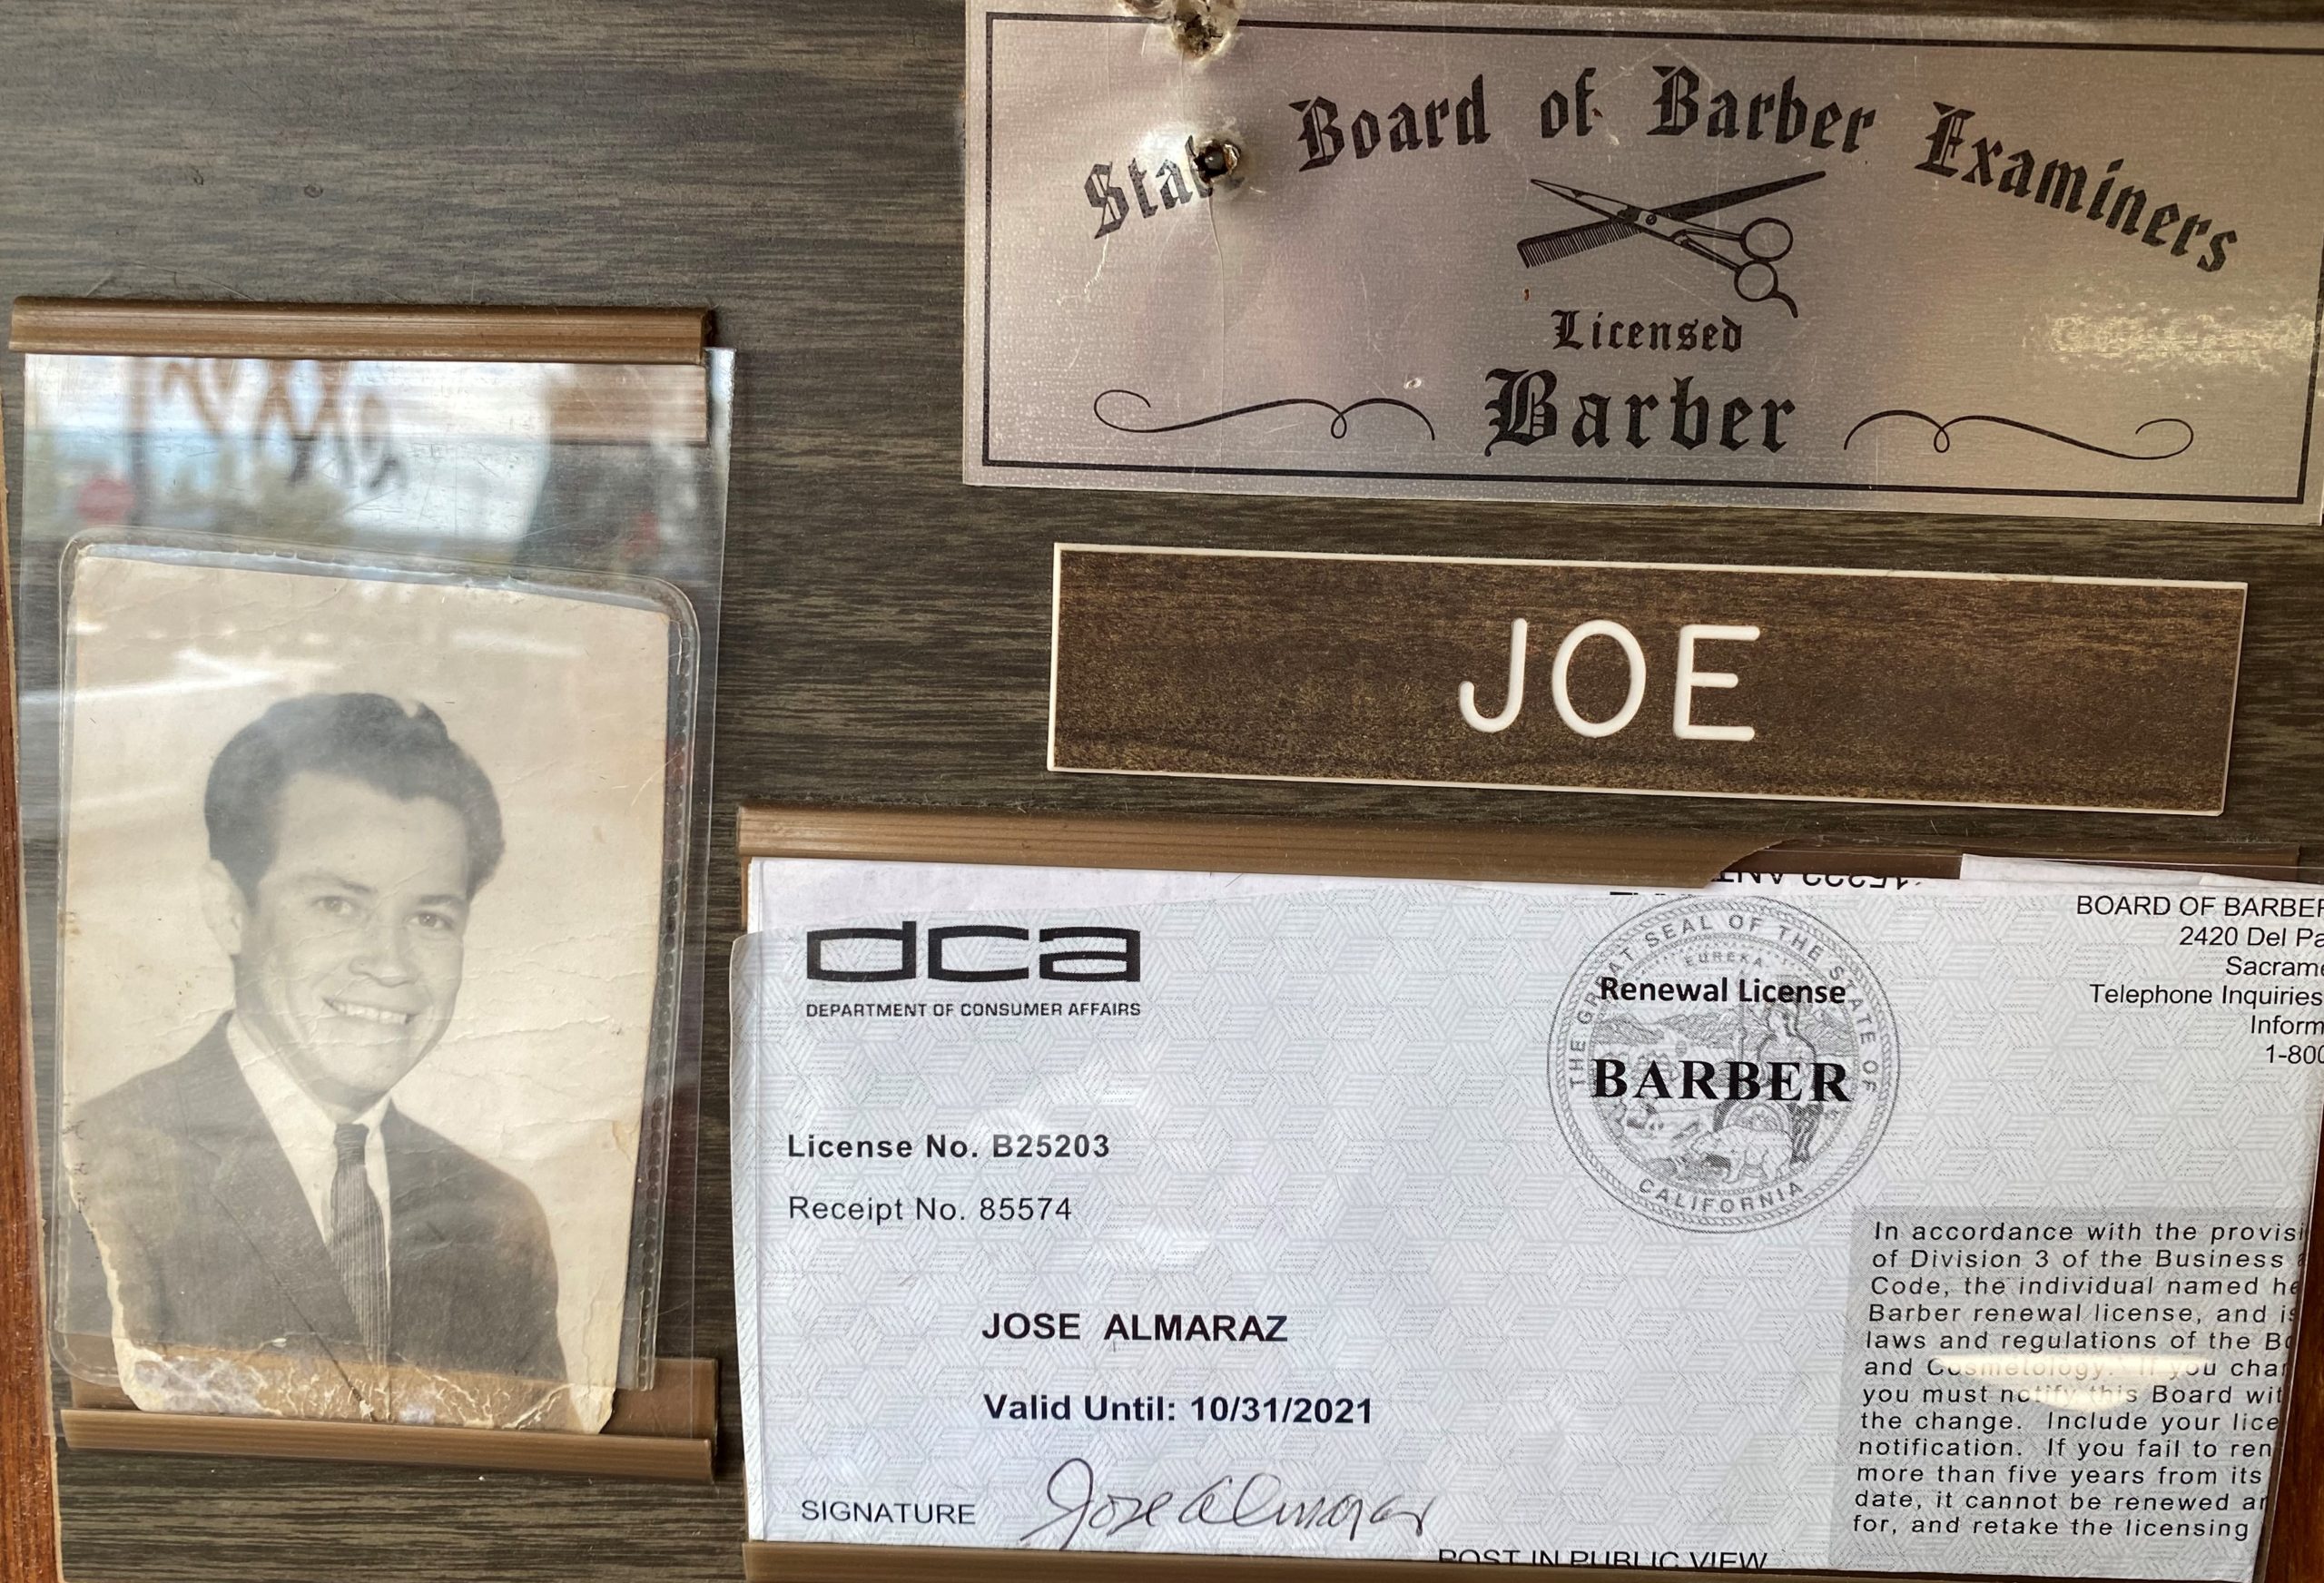 State Board of Barber Examiners
Licensed
Barber
JOE
dca
DEPARTMENT OF CONSUMER AFFAIRS
License No. B25203
Receipt No. 85574
JOSE ALMARAZ
Valid Until: 10/31/2021
SIGNATURE Jose Almaraz
THE GREAT SEAL OF THE STATE OF CALIFORNIA
EUREKA
Renewal License
BARBER
BOARD OF BARBER
2420 Del Pa
Sacrame
Telephone Inquiries
Inform
1-800
In accordance with the provisi
of Division 3 of the Business
Code, the individual named he
Barber renewal license, and is
laws and regulations of the Bo
and Cosmetology. If you chan
you must notify this Board wit
the change. Include your lice
notification. If you fail to ren
more than five years from its
date, it cannot be renewed an
for, and retake the licensing
POST IN PUBLIC VIEW